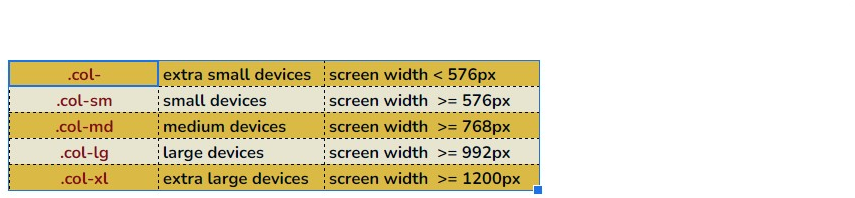 .col- extra small devices screen width < 576px
.col-sm small devices screen width >= 576px
.col-md medium devices screen width >= 768px
.col-lg large devices screen width >= 992px
.col-xl extra large devices screen width >= 1200px